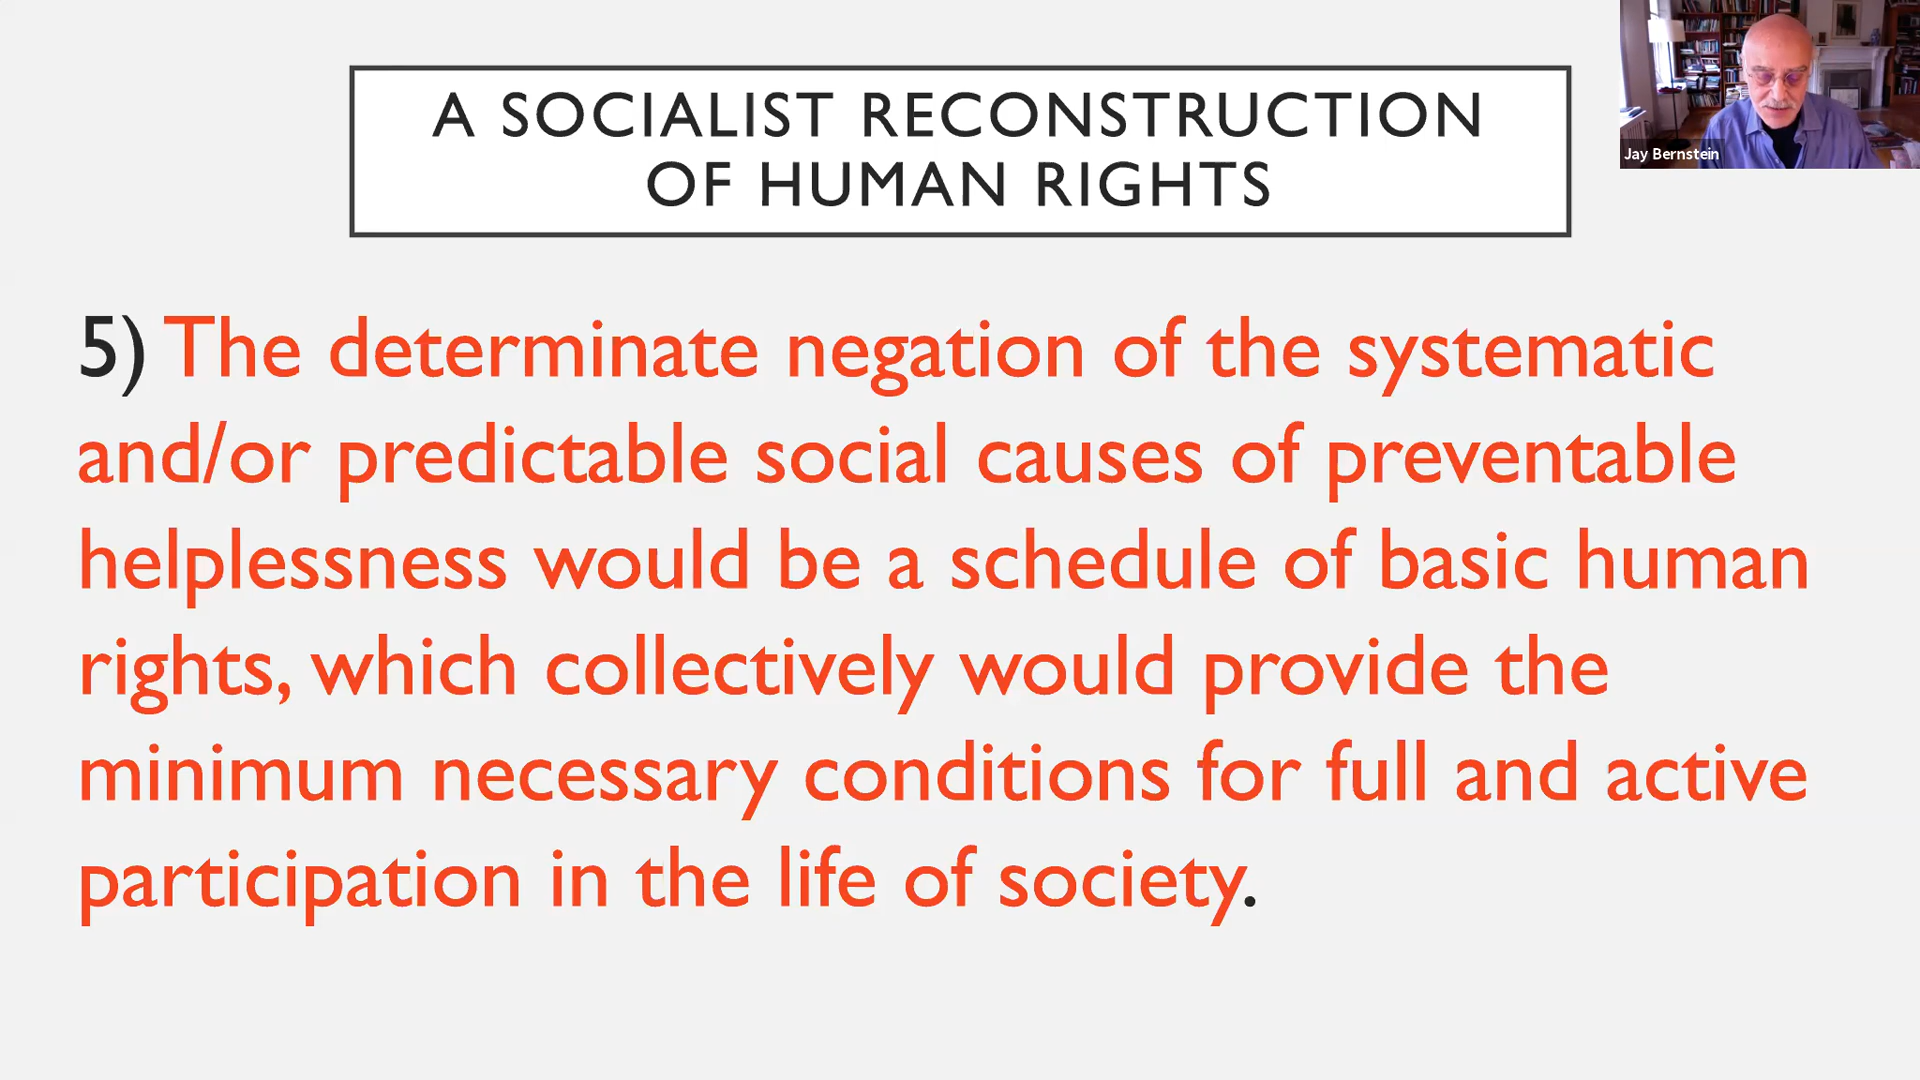 A SOCIALIST RECONSTRUCTION
OF HUMAN RIGHTS
Jay Bernstein
5) The determinate negation of the systematic
and/or predictable social causes of preventable
helplessness would be a schedule of basic human
rights, which collectively would provide the
minimum necessary conditions for full and active
participation in the life of society.